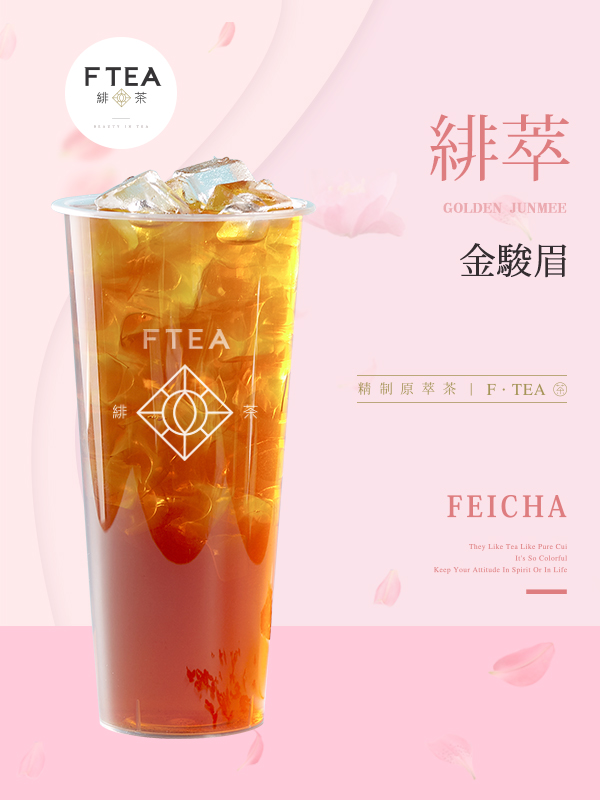 F TEA
緋 茶
BEAUTY IN TEA
緋萃
GOLDEN JUNMEE
金駿眉
FTEA
緋 茶
精制原萃茶 | F · TEA 茶
FEICHA
They Like Tea Like Pure Cui
It's So Colorful
Keep Your Attitude In Spirit Or In Life